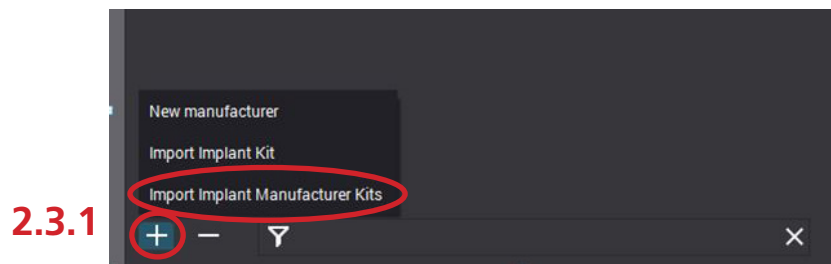 New manufacturer
Import Implant Kit
Import Implant Manufacturer Kits
2.3.1